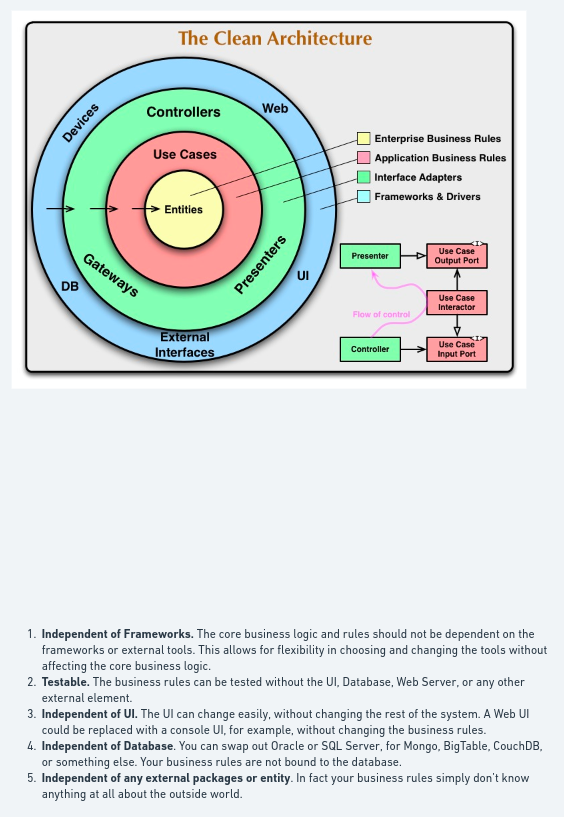 The Clean Architecture
Devices
Web
Controllers
Use Cases
Entities
Gateways
Presenters
DB
UI
External
Interfaces
Enterprise Business Rules
Application Business Rules
Interface Adapters
Frameworks & Drivers
Presenter
Use Case
Output Port
<I>
Use Case
Interactor
Flow of control
Controller
Use Case
Input Port
<I>
1. Independent of Frameworks. The core business logic and rules should not be dependent on the
frameworks or external tools. This allows for flexibility in choosing and changing the tools without
affecting the core business logic.
2. Testable. The business rules can be tested without the UI, Database, Web Server, or any other
external element.
3. Independent of UI. The UI can change easily, without changing the rest of the system. A Web UI
could be replaced with a console UI, for example, without changing the business rules.
4. Independent of Database. You can swap out Oracle or SQL Server, for Mongo, BigTable, CouchDB,
or something else. Your business rules are not bound to the database.
5. Independent of any external packages or entity. In fact your business rules simply don't know
anything at all about the outside world.